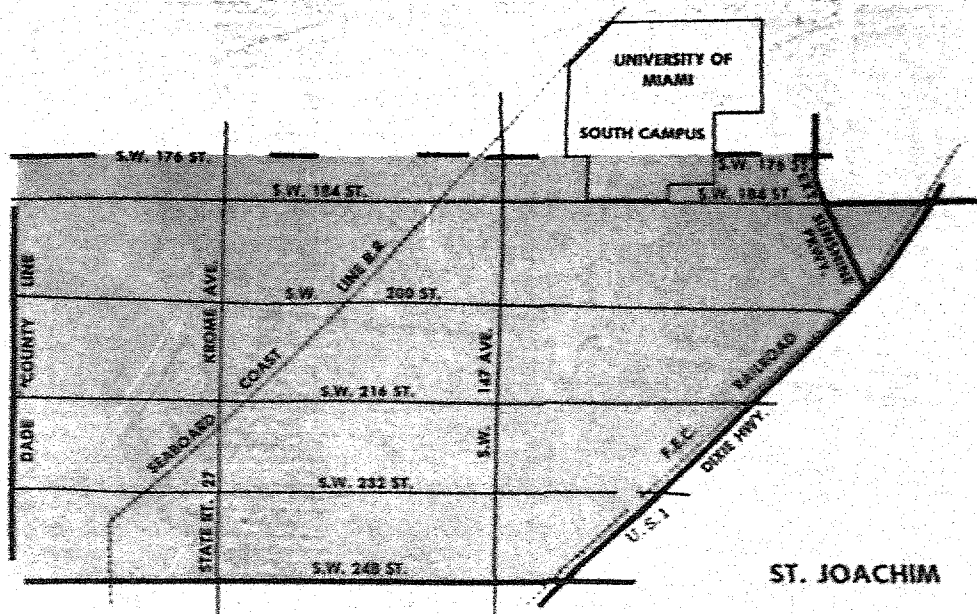 UNIVERSITY OF
MIAMI
SOUTH CAMPUS
S.W. 176 ST.
S.W. 176 ST.
S.W. 184 ST.
S.W. 184 ST.
SUNSHINE
PKWY.
DADE COUNTY LINE
KROME AVE
STATE RT. 27
SEABOARD COAST LINE R.R.
S.W. 147 AVE.
S.W. 200 ST.
S.W. 216 ST.
S.W. 232 ST.
S.W. 248 ST.
F.E.C. RAILROAD
DIXIE HWY.
U.S. 1
ST. JOACHIM